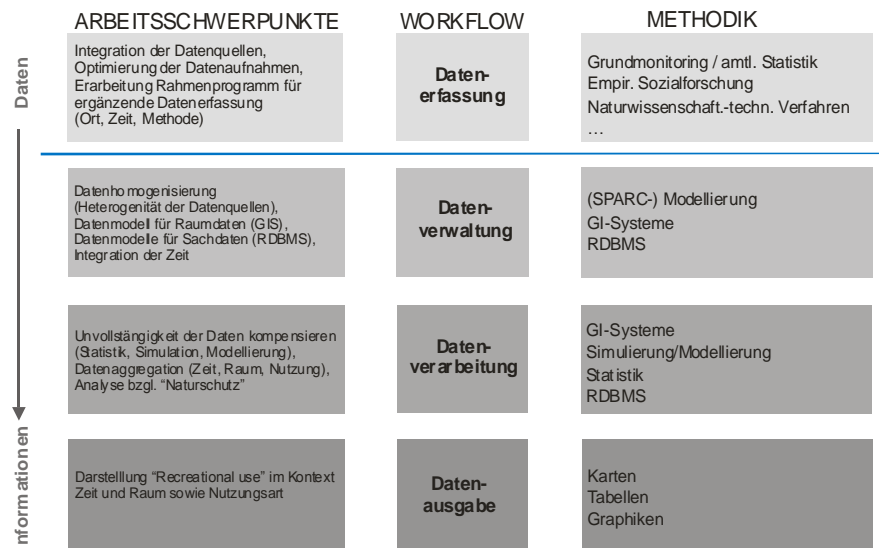 ARBEITSSCHWERPUNKTE
WORKFLOW
METHODIK
Daten
Integration der Datenquellen,
Optimierung der Datenaufnahmen,
Erarbeitung Rahmenprogramm für
ergänzende Datenerfassung
(Ort, Zeit, Methode)
Daten-
erfassung
Grundmonitoring / amtl. Statistik
Empir. Sozialforschung
Naturwissenschaft.-techn. Verfahren
…
Datenhomogenisierung
(Heterogenität der Datenquellen),
Datenmodell für Raumdaten (GIS),
Datenmodelle für Sachdaten (RDBMS),
Integration der Zeit
Daten-
verwaltung
(SPARC-) Modellierung
GI-Systeme
RDBMS
Unvollständigkeit der Daten kompensieren
(Statistik, Simulation, Modellierung),
Datenaggregation (Zeit, Raum, Nutzung),
Analyse bzgl. “Naturschutz”
Daten-
verarbeitung
GI-Systeme
Simulierung/Modellierung
Statistik
RDBMS
nformationen
Darstelllung “Recreational use” im Kontext
Zeit und Raum sowie Nutzungsart
Daten-
ausgabe
Karten
Tabellen
Graphiken